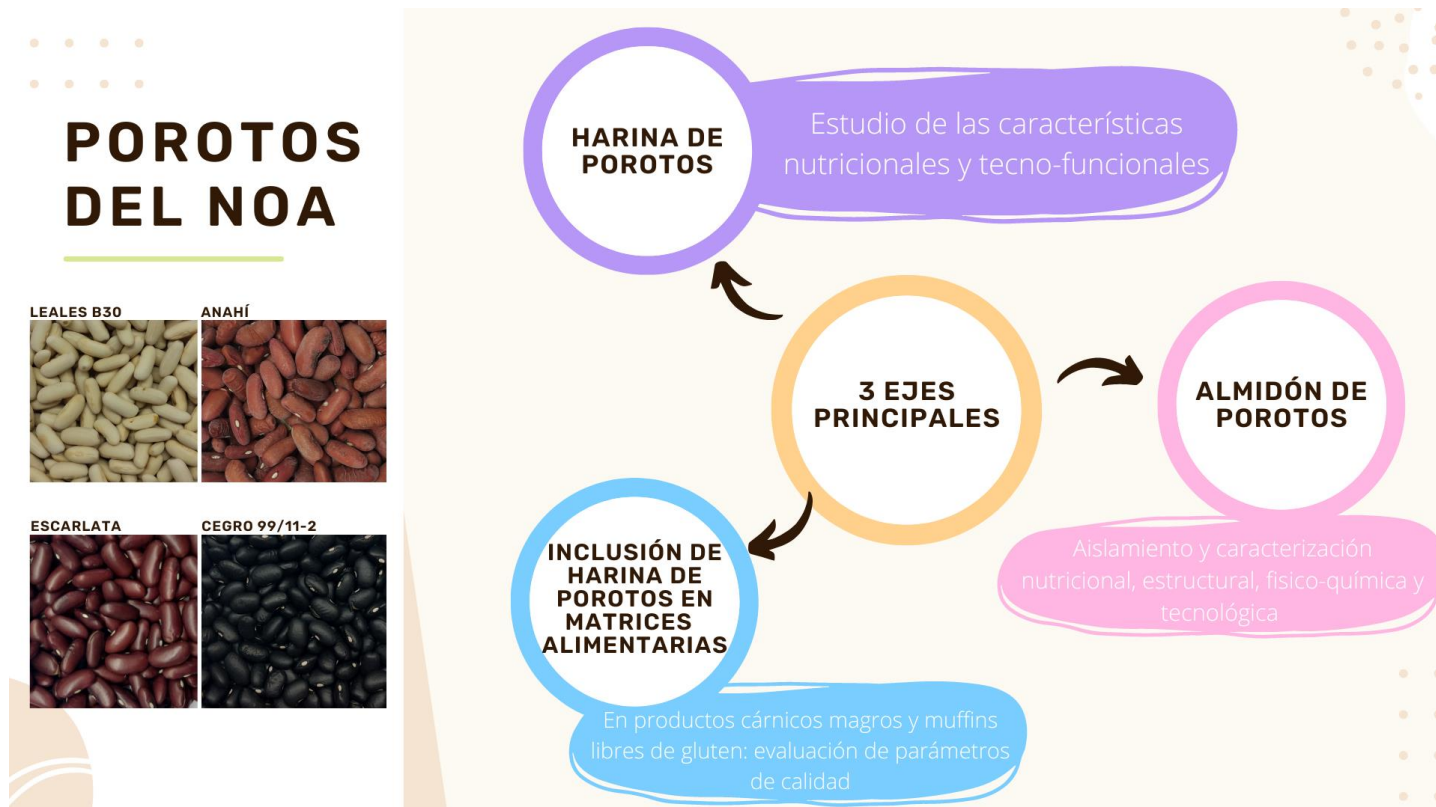 POROTOS
DEL NOA
LEALES B30
ANAHÍ
ESCARLATA
CEGRO 99/11-2
HARINA DE
POROTOS
Estudio de las características
nutricionales y tecno-funcionales
3 EJES
PRINCIPALES
ALMIDÓN DE
POROTOS
Aislamiento y caracterización
nutricional, estructural, fisico-química y
tecnológica
INCLUSIÓN DE
HARINA DE
POROTOS EN
MATRICES
ALIMENTARIAS
En productos cárnicos magros y muffins
libres de gluten: evaluación de parámetros
de calidad